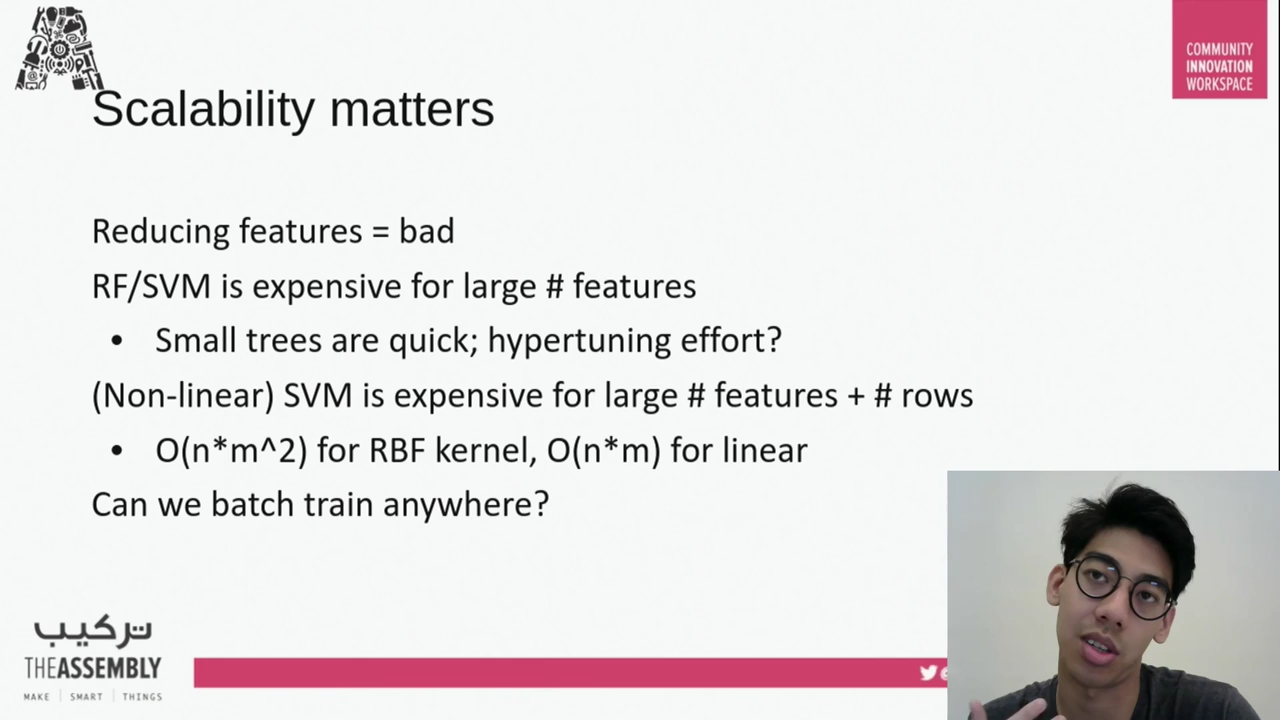 COMMUNITY
INNOVATION
WORKSPACE
Scalability matters
Reducing features = bad
RF/SVM is expensive for large # features
• Small trees are quick; hypertuning effort?
(Non-linear) SVM is expensive for large # features + # rows
• O(n*m^2) for RBF kernel, O(n*m) for linear
Can we batch train anywhere?
تركيب
THEASSEMBLY
MAKE | SMART | THINGS